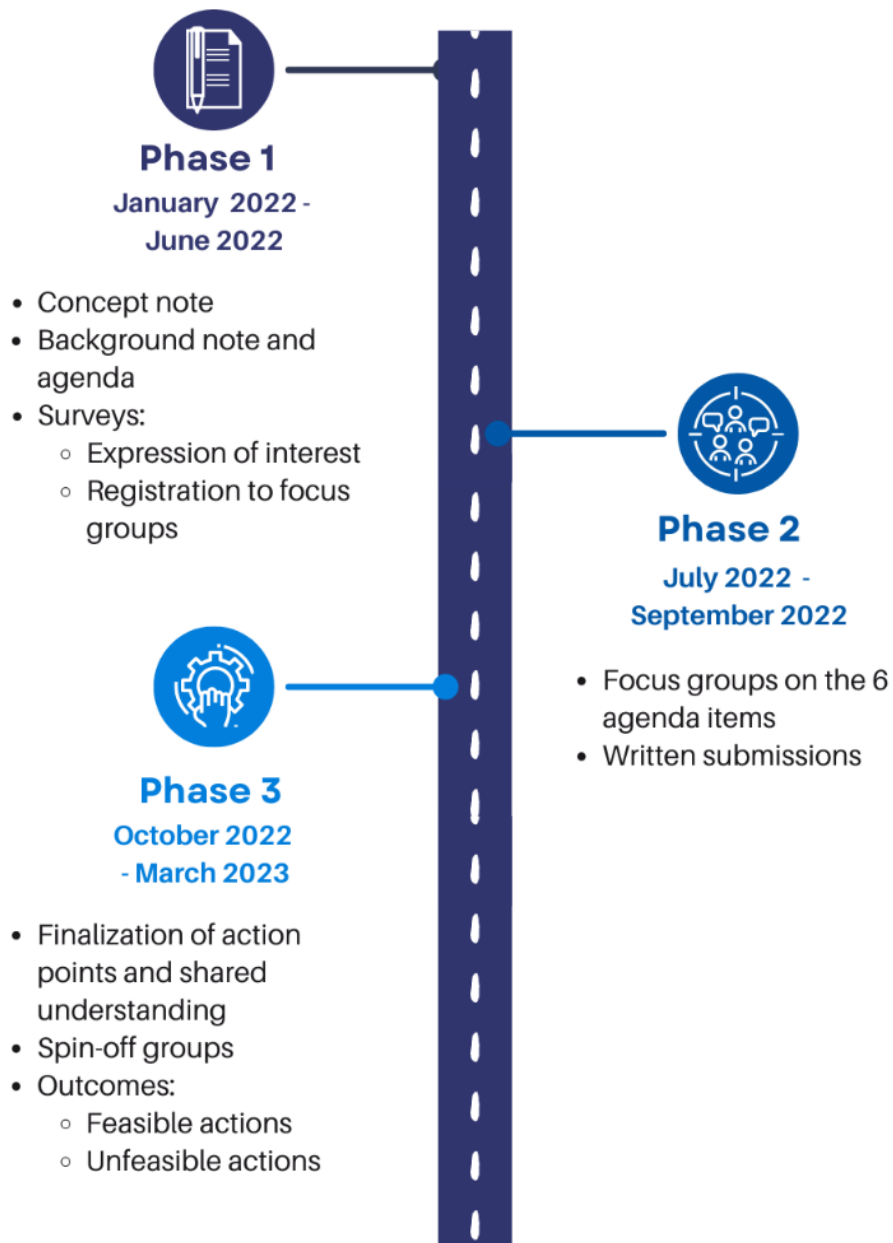 Phase 1
January 2022 -
June 2022
• Concept note
• Background note and
agenda
• Surveys:
◦ Expression of interest
◦ Registration to focus
groups
Phase 2
July 2022 -
September 2022
• Focus groups on the 6
agenda items
• Written submissions
Phase 3
October 2022
- March 2023
• Finalization of action
points and shared
understanding
• Spin-off groups
• Outcomes:
◦ Feasible actions
◦ Unfeasible actions